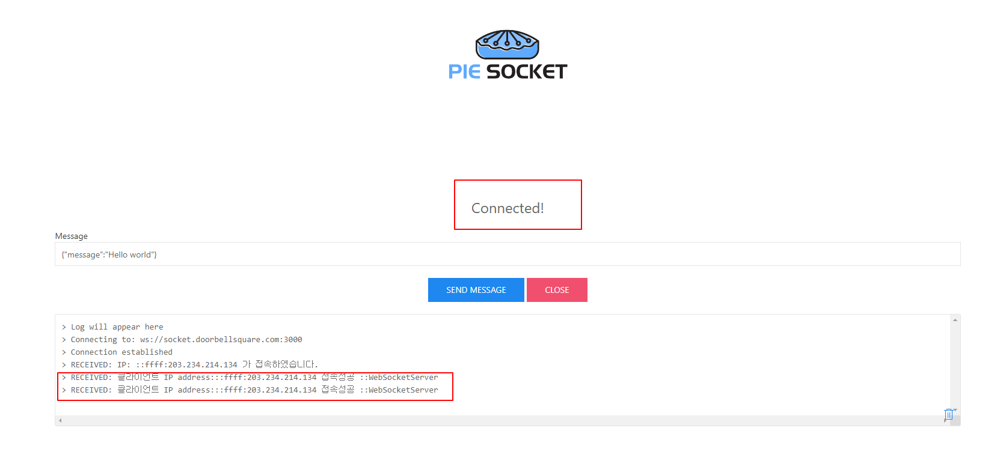 PIE SOCKET
Connected!
Message
{"message":"Hello world"}
SEND MESSAGE CLOSE
> Log will appear here
> Connecting to: ws://socket.doorbellsquare.com:3000
> Connection established
> RECEIVED: IP: ::ffff:203.234.214.134 가 접속하였습니다.
> RECEIVED: 클라이언트 IP address:::ffff:203.234.214.134 접속성공 ::WebSocketServer
> RECEIVED: 클라이언트 IP address:::ffff:203.234.214.134 접속성공 ::WebSocketServer